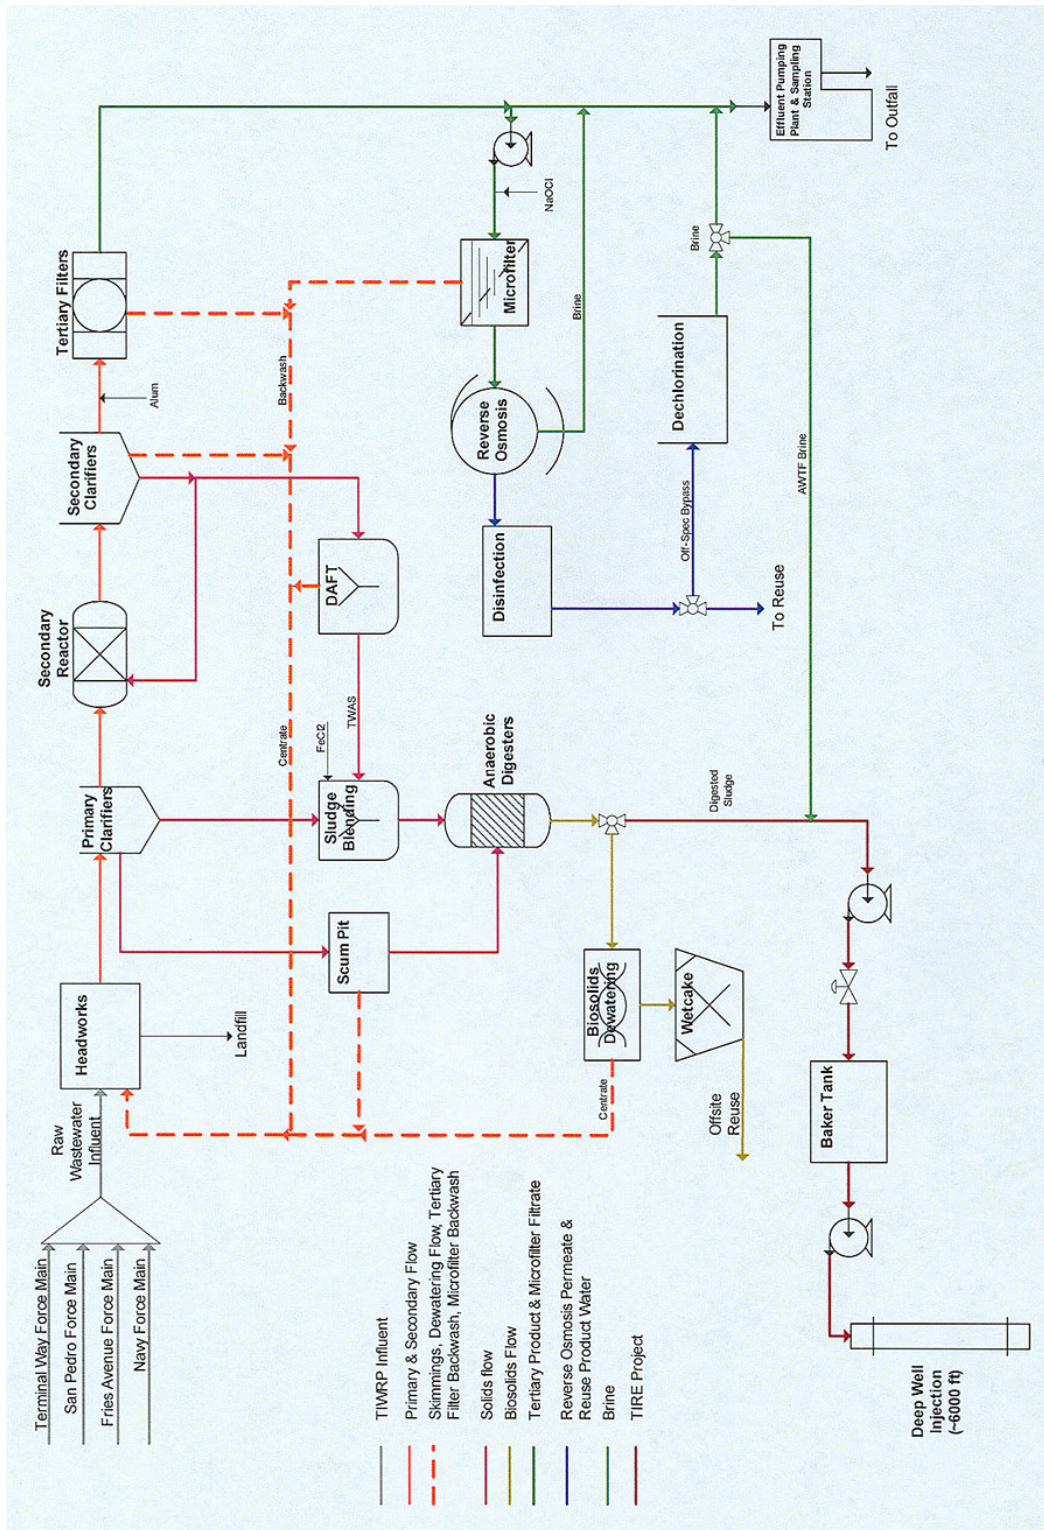 Terminal Way Force Main
San Pedro Force Main
Fries Avenue Force Main
Navy Force Main
Raw
Wastewater
Influent
Headworks
Landfill
Primary
Clarifiers
Secondary
Reactor
Secondary
Clarifiers
Alum
Tertiary Filters
Backwash
Centrate
Scum Pit
FeCl2
Sludge
Blending
TWAS
DAFT
Anaerobic
Digesters
NaOCl
Microfilter
Reverse
Osmosis
Brine
Disinfection
Off-Spec Bypass
To Reuse
Dechlorination
Brine
AWTF Brine
Effluent Pumping
Plant & Sampling
Station
To Outfall
Digested
Sludge
Biosolids
Dewatering
Centrate
Wetcake
Offsite
Reuse
Baker Tank
Deep Well
Injection
(~6000 ft)
TIWRP Influent
Primary & Secondary Flow
Skimmings, Dewatering Flow, Tertiary
Filter Backwash, Microfilter Backwash
Solids flow
Biosolids Flow
Tertiary Product & Microfilter Filtrate
Reverse Osmosis Permeate &
Reuse Product Water
Brine
TIRE Project